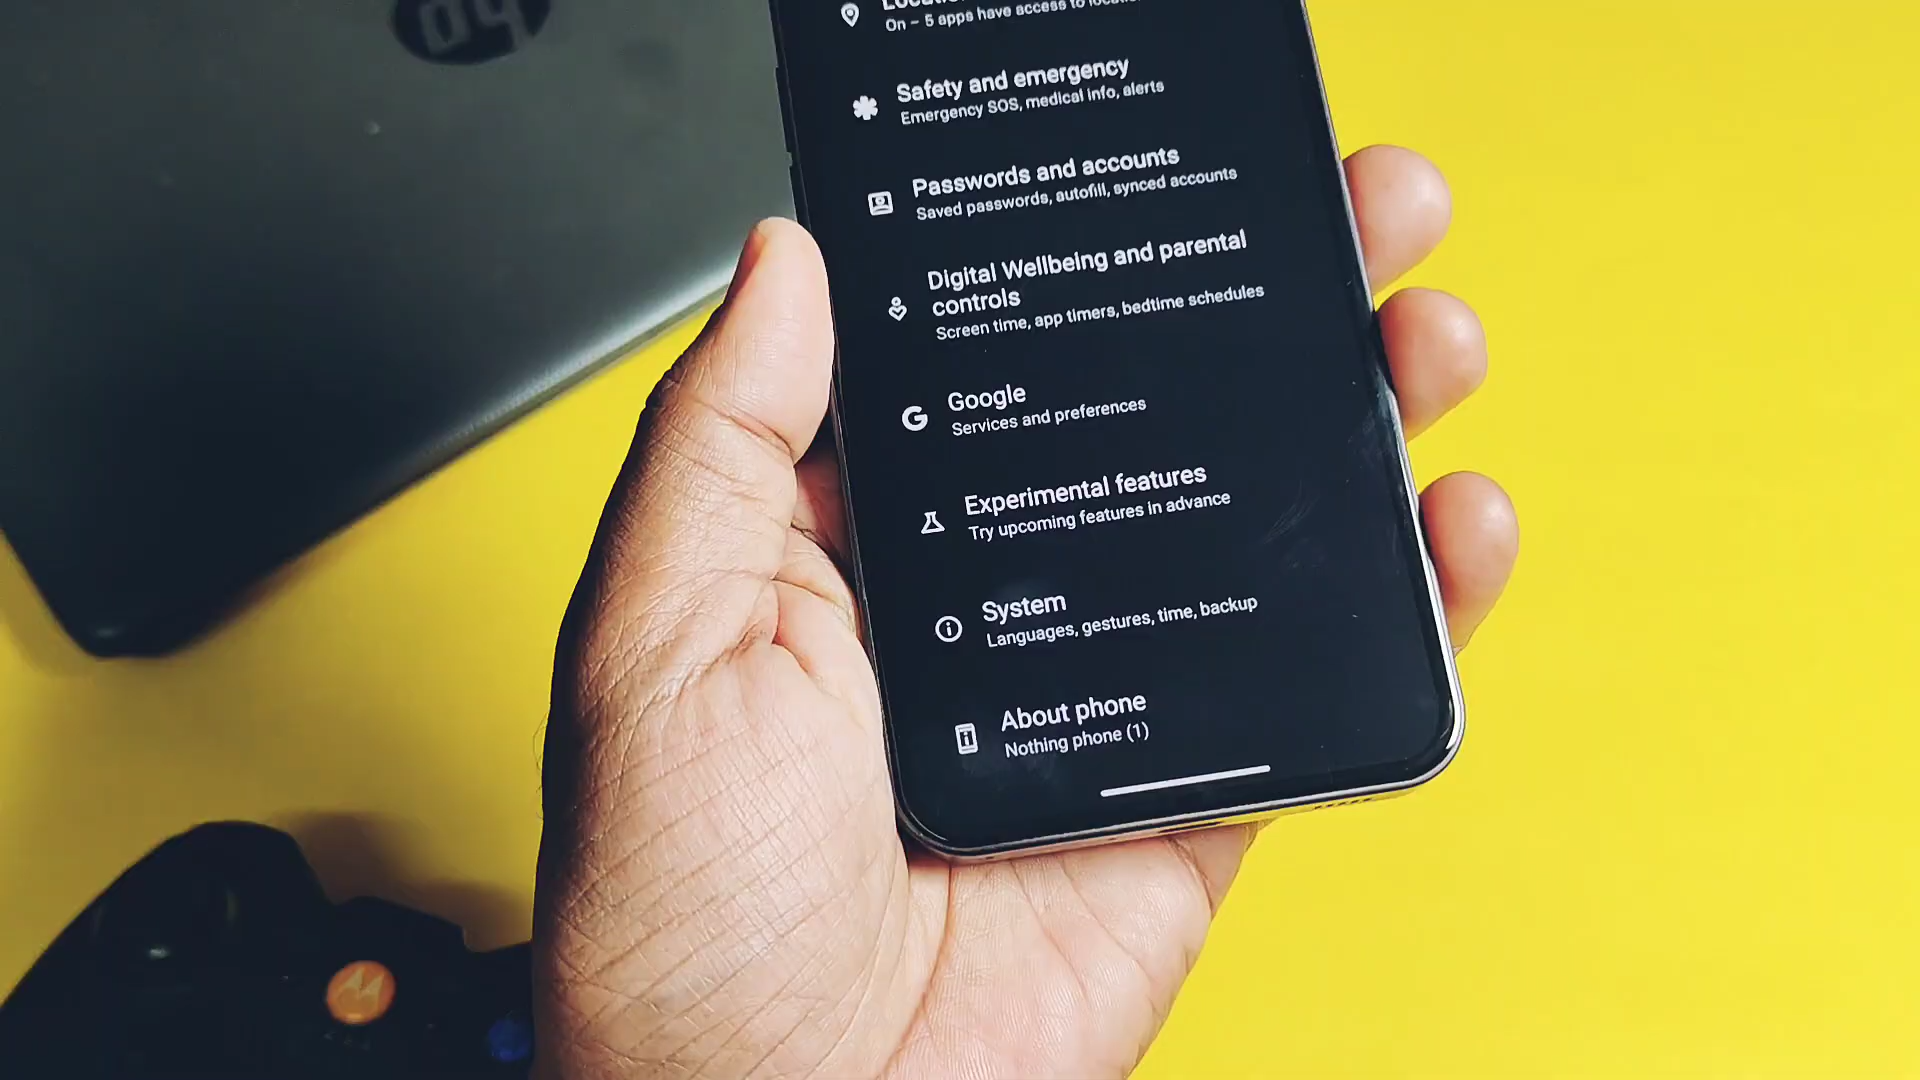 hp
On – 5 apps have access to
Safety and emergency
Emergency SOS, medical info, alerts
Passwords and accounts
Saved passwords, autofill, synced accounts
Digital Wellbeing and parental
controls
Screen time, app timers, bedtime schedules
Google
Services and preferences
Experimental features
Try upcoming features in advance
System
Languages, gestures, time, backup
About phone
Nothing phone (1)